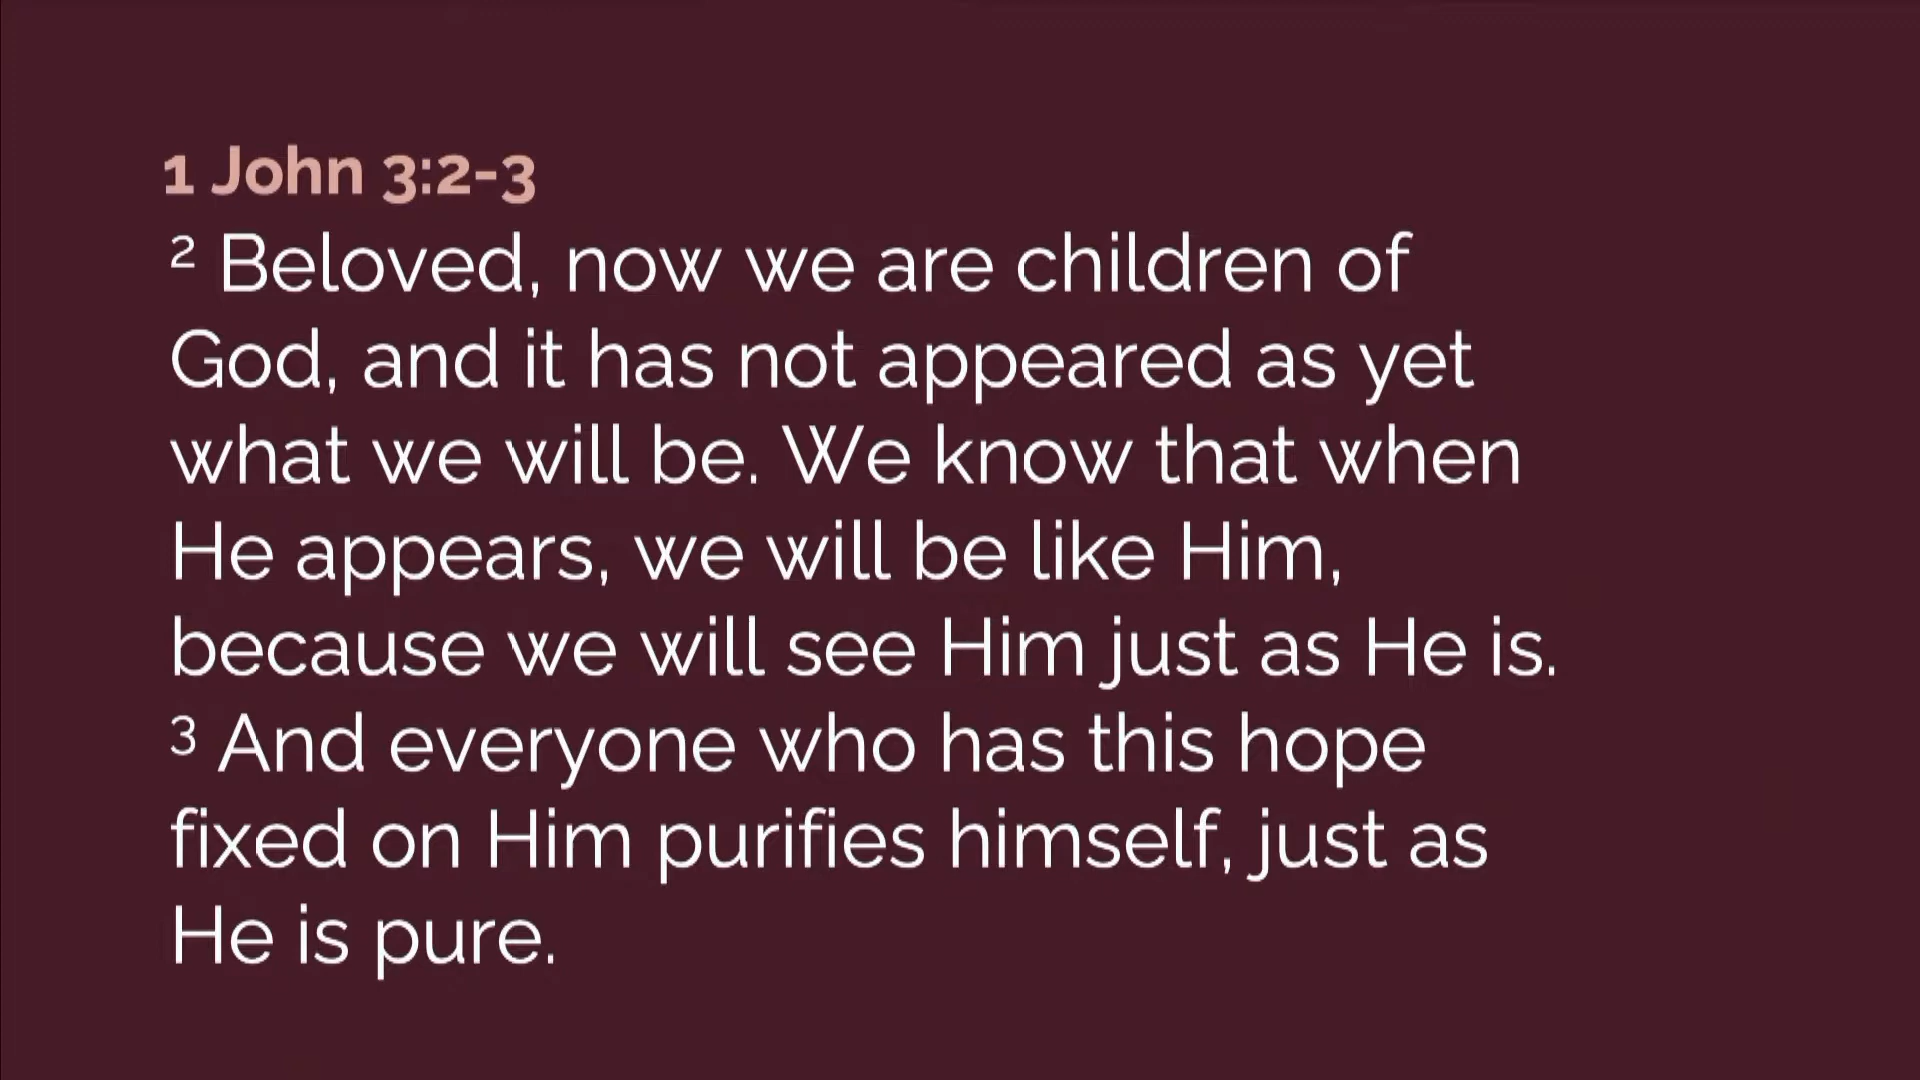 1 John 3:2-3
² Beloved, now we are children of
God, and it has not appeared as yet
what we will be. We know that when
He appears, we will be like Him,
because we will see Him just as He is.
³ And everyone who has this hope
fixed on Him purifies himself, just as
He is pure.